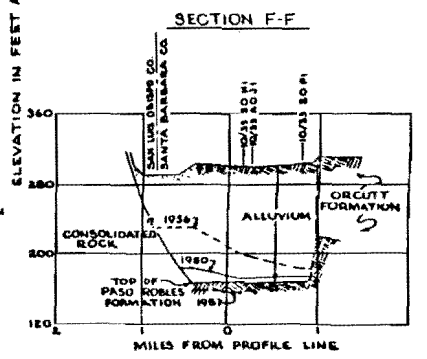 SECTION F-F
ELEVATION IN FEET A
SAN LUIS OBISPO CO.
SANTA BARBARA CO.
360
280
200
120
ORCUTT
FORMATION
ALLUVIUM
CONSOLIDATED
ROCK
1936
1980
TOP OF
PASO ROBLES
FORMATION
2 1 0 1
MILES FROM PROFILE LINE